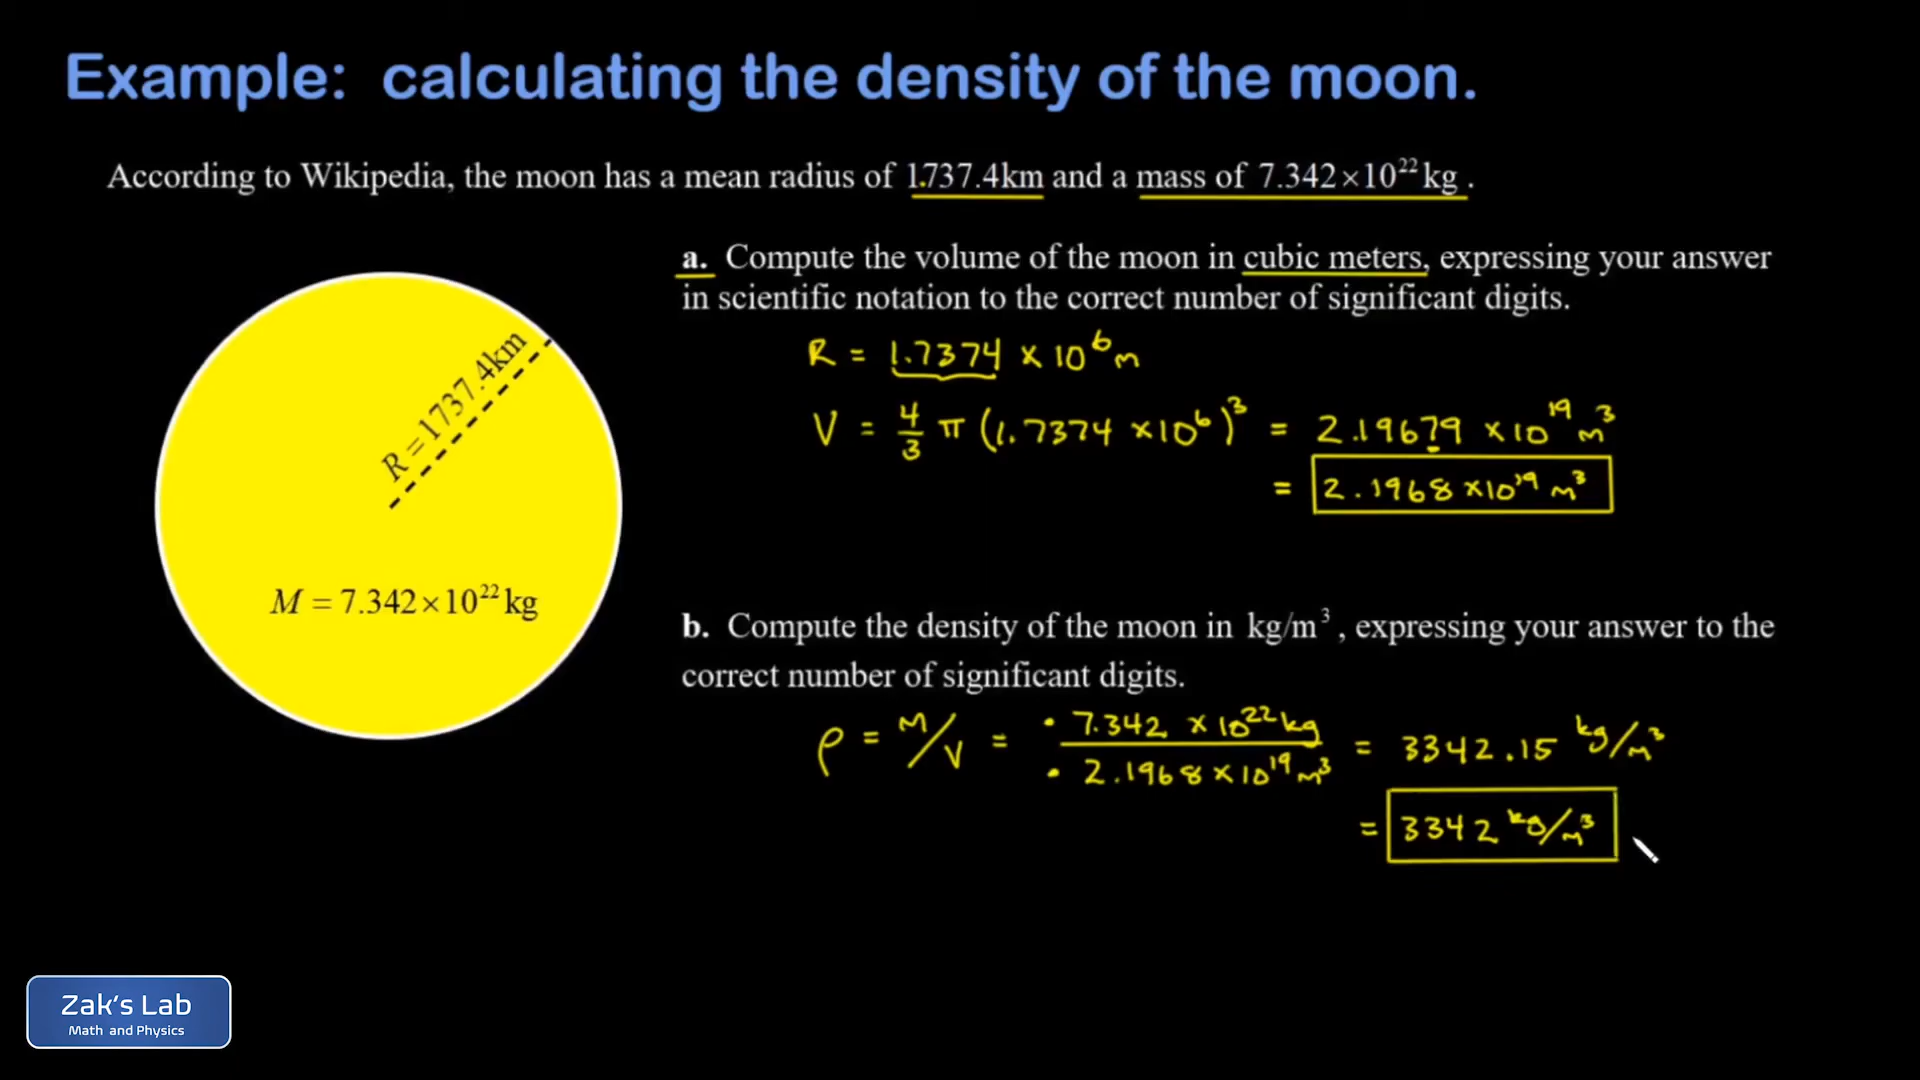 Example: calculating the density of the moon.
According to Wikipedia, the moon has a mean radius of 1737.4km and a mass of 7.342×10²² kg .
a. Compute the volume of the moon in cubic meters, expressing your answer
in scientific notation to the correct number of significant digits.
R = 1.7374 × 10⁶ m
V = 4/3 π (1.7374 ×10⁶)³ = 2.19679 ×10¹⁹ m³
= 2.1968 ×10¹⁹ m³
R = 1737.4km
M = 7.342×10²² kg
b. Compute the density of the moon in kg/m³ , expressing your answer to the
correct number of significant digits.
ρ = M/V = 7.342 × 10²² kg / 2.1968 × 10¹⁹ m³ = 3342.15 kg/m³
= 3342 kg/m³
Zak's Lab
Math and Physics